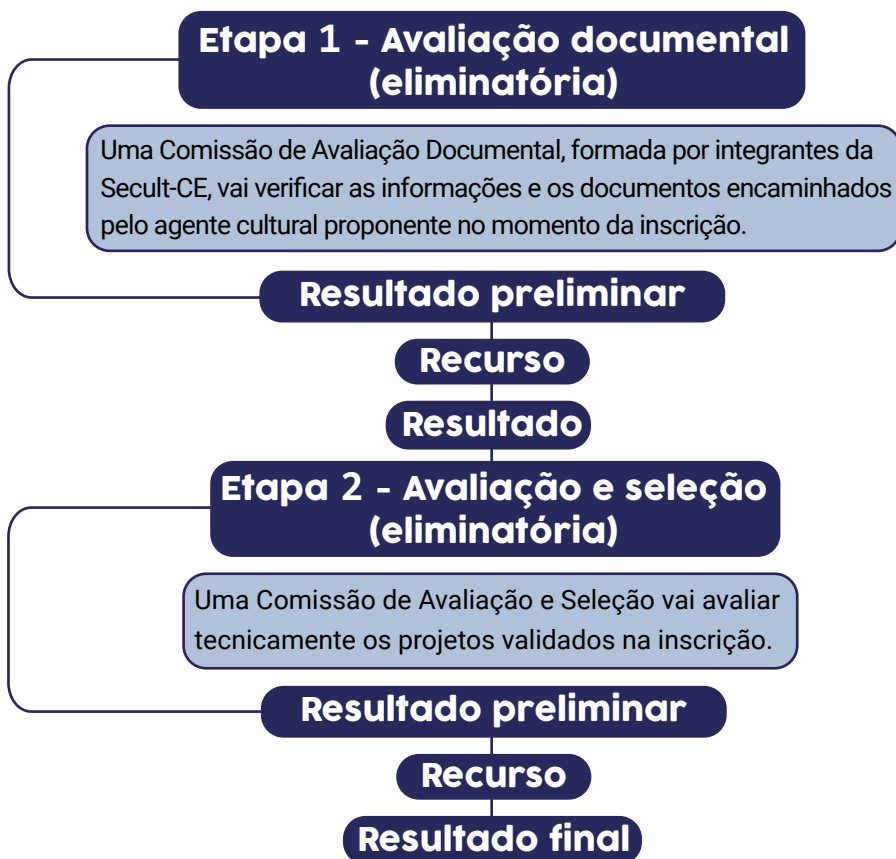 Etapa 1 - Avaliação documental
(eliminatória)
Uma Comissão de Avaliação Documental, formada por integrantes da
Secult-CE, vai verificar as informações e os documentos encaminhados
pelo agente cultural proponente no momento da inscrição.
Resultado preliminar
Recurso
Resultado
Etapa 2 - Avaliação e seleção
(eliminatória)
Uma Comissão de Avaliação e Seleção vai avaliar
tecnicamente os projetos validados na inscrição.
Resultado preliminar
Recurso
Resultado final